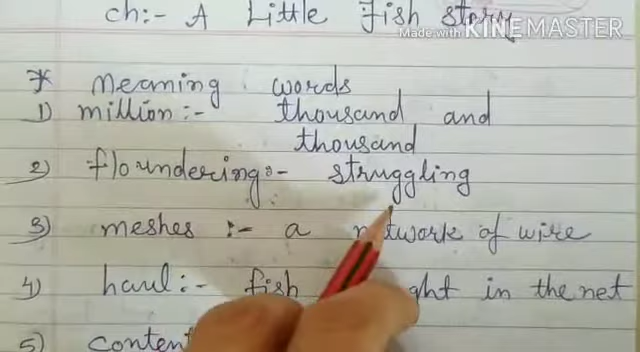 ch:- A Little Fish story
Made with KINEMASTER
* Meaning words
1) million:- thousand and
thousand
2) floundering:- struggling
3) meshes :- a network of wire
4) haul:- fish in the net
5) content